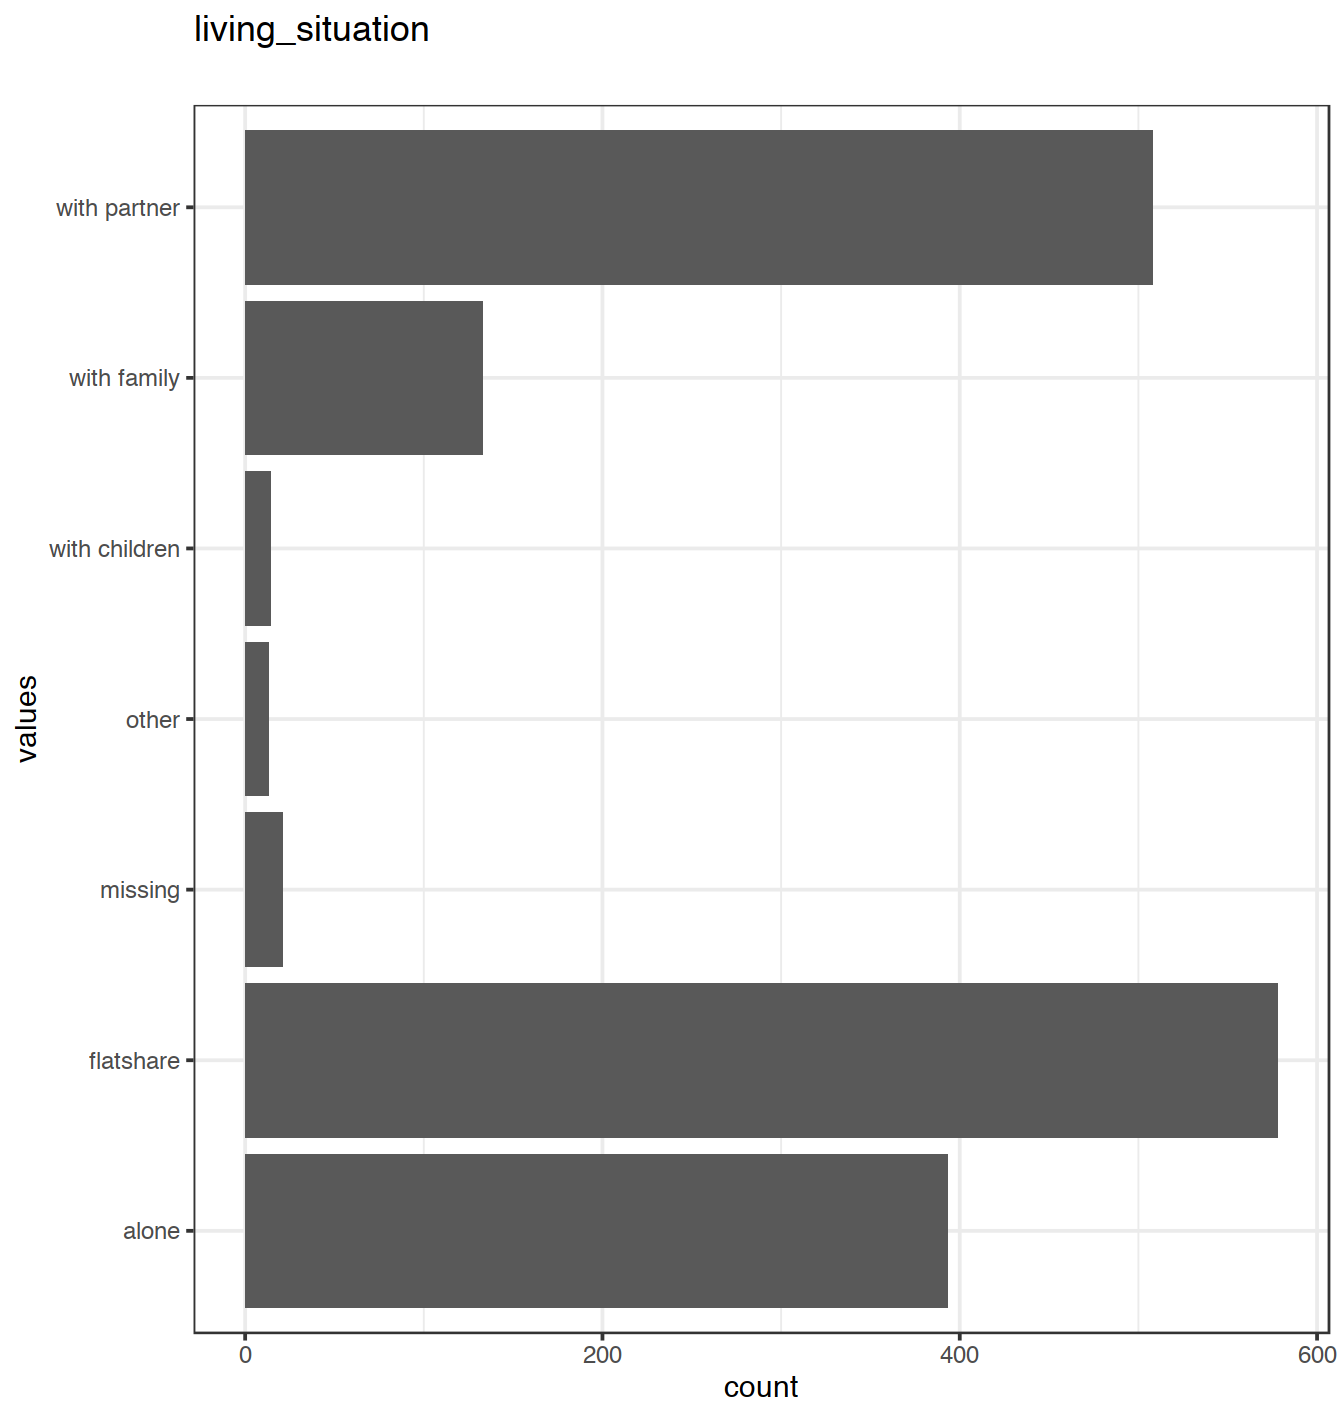 living_situation
with partner
with family
with children
other
missing
flatshare
alone
values
0 200 400 600
count